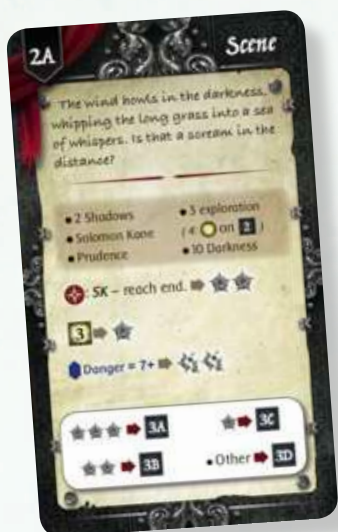 2A
Scene
The wind howls in the darkness,
whipping the long grass into a sea
of whispers. Is that a scream in the
distance?
• 2 Shadows
• Solomon Kane
• Prudence
• 3 exploration
( 4 on 2 )
• 10 Darkness
: SK – reach end.
3
Danger = 7+
3A
3B
3C
• Other 3D